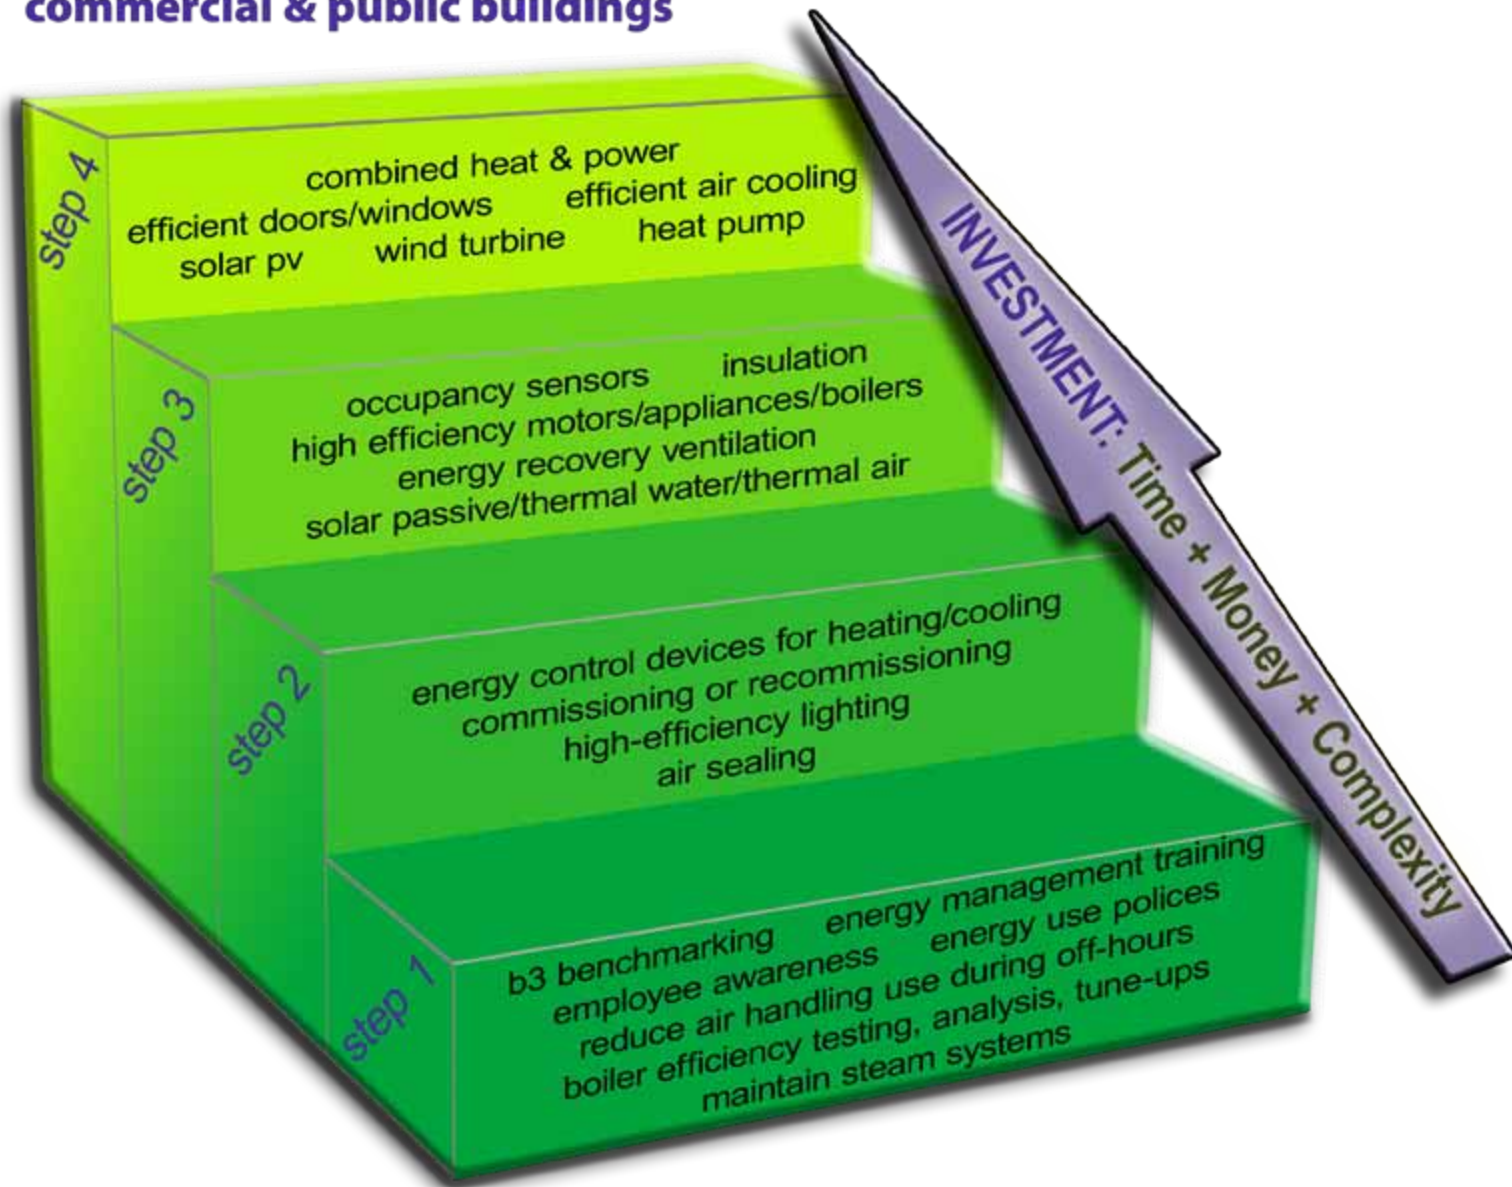 commercial & public buildings
step 4
combined heat & power
efficient doors/windows efficient air cooling
solar pv wind turbine heat pump
step 3
occupancy sensors insulation
high efficiency motors/appliances/boilers
energy recovery ventilation
solar passive/thermal water/thermal air
step 2
energy control devices for heating/cooling
commissioning or recommissioning
high-efficiency lighting
air sealing
step 1
b3 benchmarking energy management training
employee awareness energy use polices
reduce air handling use during off-hours
boiler efficiency testing, analysis, tune-ups
maintain steam systems
INVESTMENT: Time + Money + Complexity